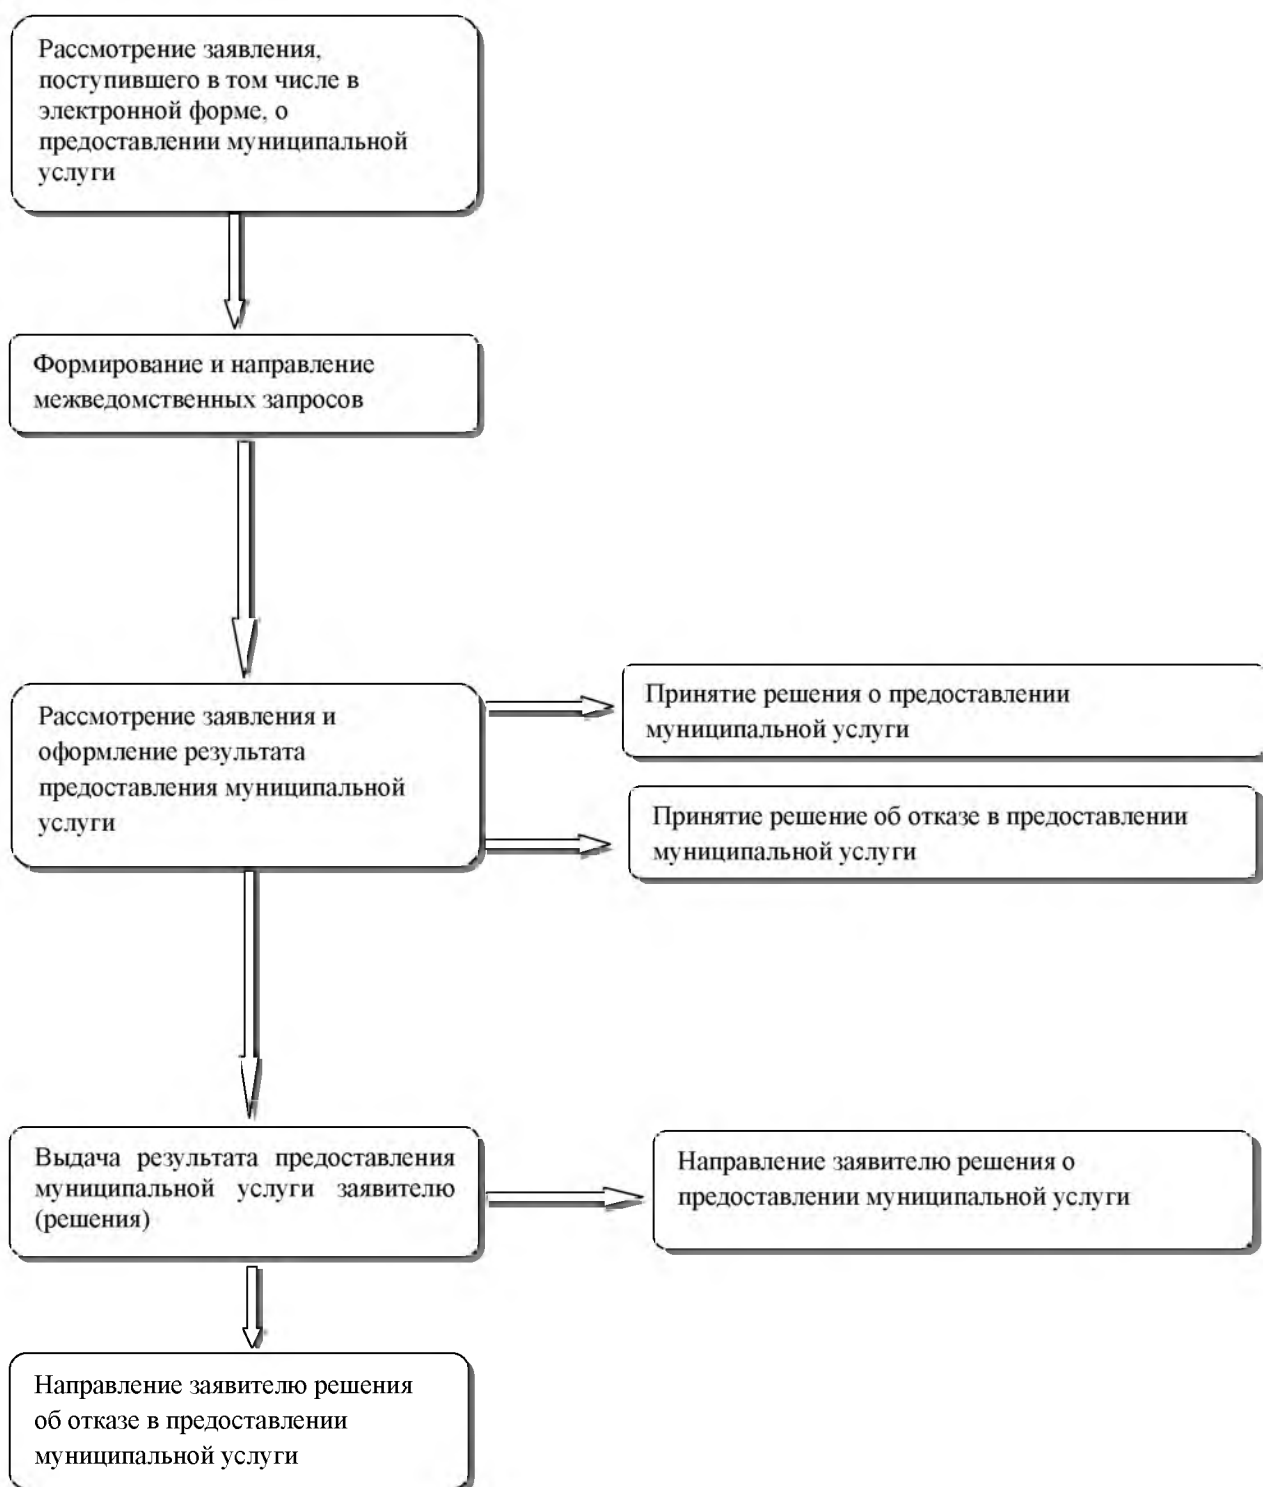 Рассмотрение заявления,
поступившего в том числе в
электронной форме, о
предоставлении муниципальной
услуги
Формирование и направление
межведомственных запросов
Рассмотрение заявления и
оформление результата
предоставления муниципальной
услуги
Принятие решения о предоставлении
муниципальной услуги
Принятие решение об отказе в предоставлении
муниципальной услуги
Выдача результата предоставления
муниципальной услуги заявителю
(решения)
Направление заявителю решения о
предоставлении муниципальной услуги
Направление заявителю решения
об отказе в предоставлении
муниципальной услуги